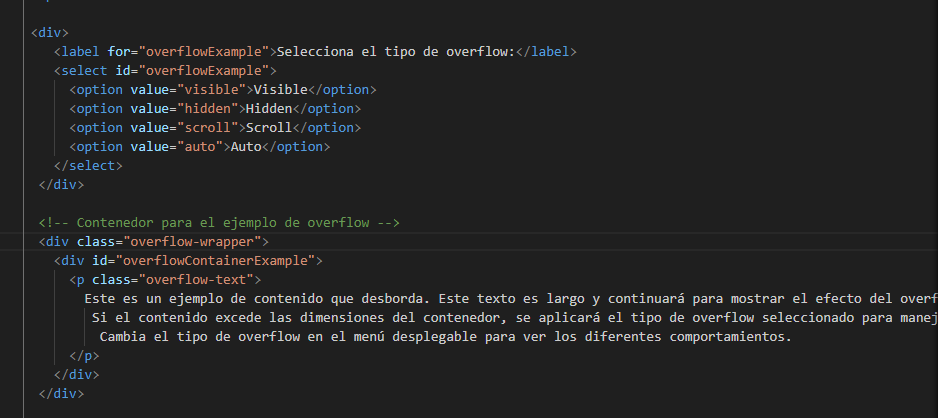 <div>
<label for="overflowExample">Selecciona el tipo de overflow:</label>
<select id="overflowExample">
<option value="visible">Visible</option>
<option value="hidden">Hidden</option>
<option value="scroll">Scroll</option>
<option value="auto">Auto</option>
</select>
</div>
<!-- Contenedor para el ejemplo de overflow -->
<div class="overflow-wrapper">
<div id="overflowContainerExample">
<p class="overflow-text">
Este es un ejemplo de contenido que desborda. Este texto es largo y continuará para mostrar el efecto del overf
Si el contenido excede las dimensiones del contenedor, se aplicará el tipo de overflow seleccionado para manej
Cambia el tipo de overflow en el menú desplegable para ver los diferentes comportamientos.
</p>
</div>
</div>